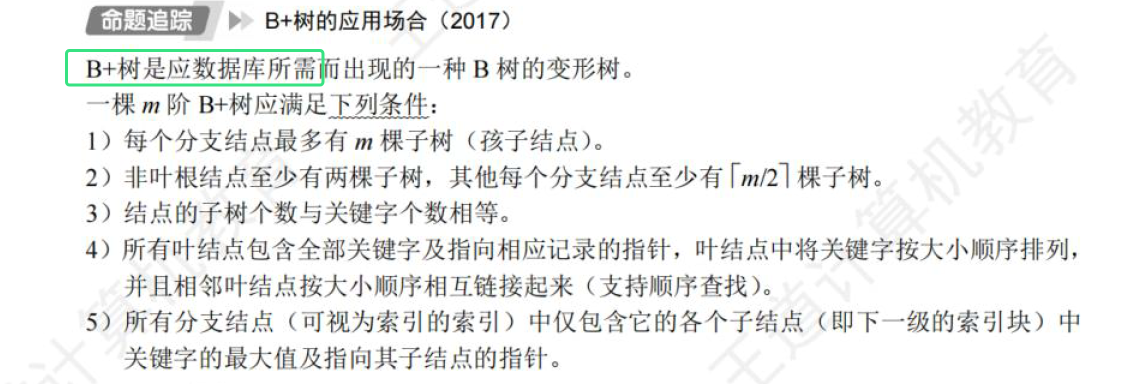 命题追踪 B+树的应用场合（2017）
B+树是应数据库所需而出现的一种 B 树的变形树。
一棵 m 阶 B+树应满足下列条件：
1）每个分支结点最多有 m 棵子树（孩子结点）。
2）非叶根结点至少有两棵子树，其他每个分支结点至少有⌈m/2⌉棵子树。
3）结点的子树个数与关键字个数相等。
4）所有叶结点包含全部关键字及指向相应记录的指针，叶结点中将关键字按大小顺序排列，
并且相邻叶结点按大小顺序相互链接起来（支持顺序查找）。
5）所有分支结点（可视为索引的索引）中仅包含它的各个子结点（即下一级的索引块）中
关键字的最大值及指向其子结点的指针。
王道计算机教育
计算机教育